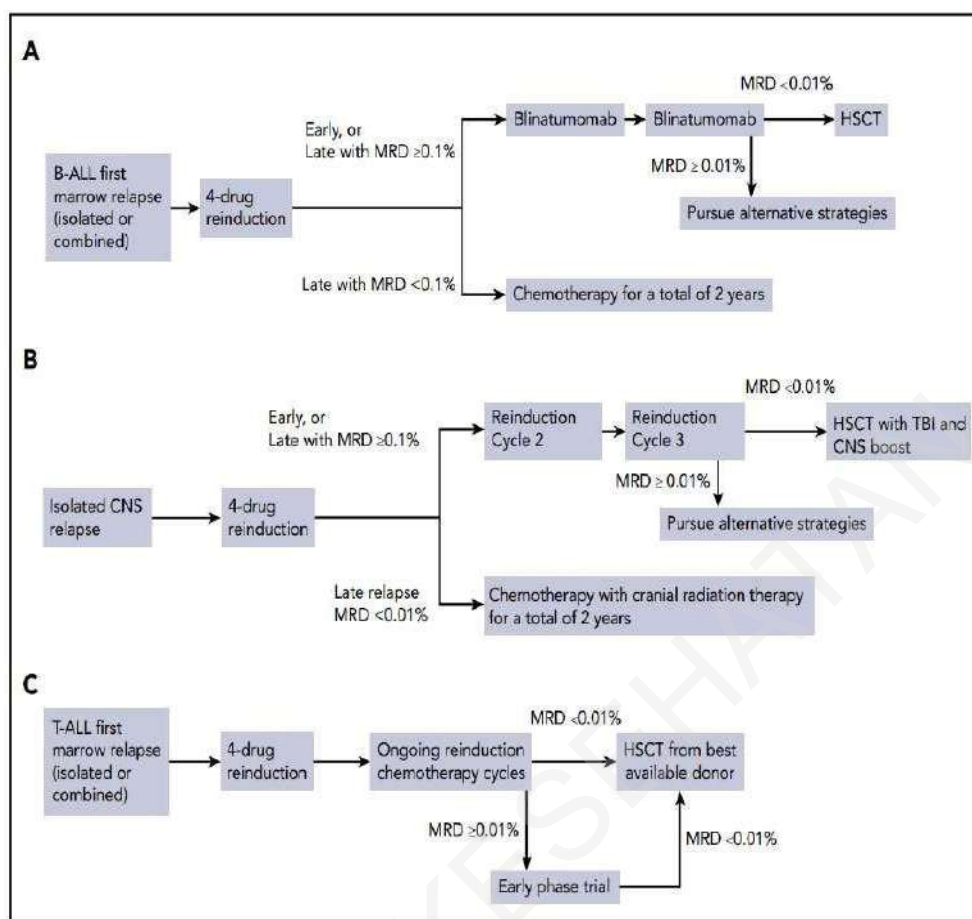 A
MRD <0.01%
Early, or
Late with MRD ≥0.1%
Blinatumomab
Blinatumomab
HSCT
B-ALL first
marrow relapse
(isolated or
combined)
4-drug
reinduction
MRD ≥ 0.01%
Pursue alternative strategies
Late with MRD <0.1%
Chemotherapy for a total of 2 years
B
MRD <0.01%
Early, or
Late with MRD ≥0.1%
Reinduction
Cycle 2
Reinduction
Cycle 3
HSCT with TBI and
CNS boost
MRD ≥ 0.01%
Isolated CNS
relapse
4-drug
reinduction
Pursue alternative strategies
Late relapse
MRD <0.01%
Chemotherapy with cranial radiation therapy
for a total of 2 years
C
T-ALL first
marrow relapse
(isolated or
combined)
4-drug
reinduction
Ongoing reinduction
chemotherapy cycles
MRD <0.01%
HSCT from best
available donor
MRD ≥0.01%
MRD <0.01%
Early phase trial
KESEHATAN